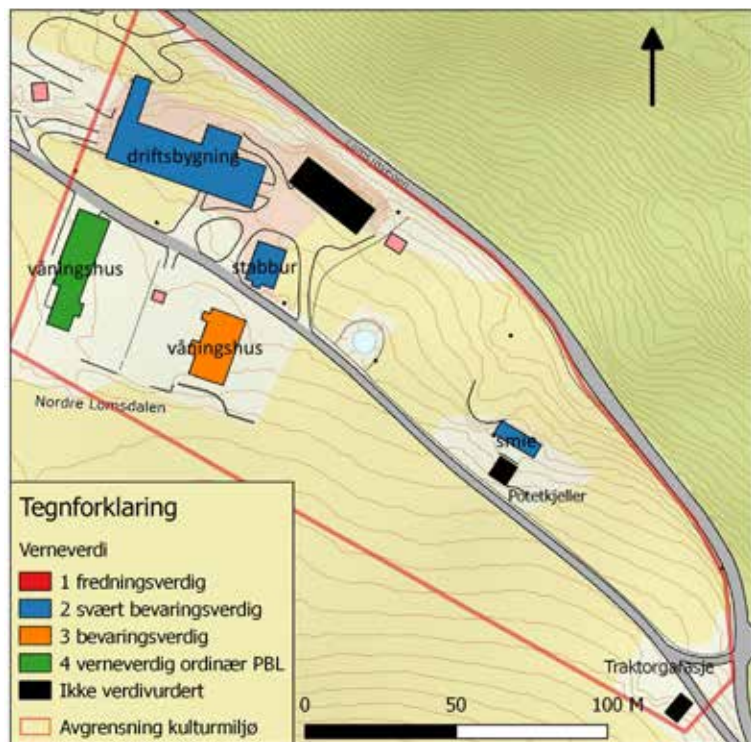 driftsbygning
våningshus
stabbur
våningshus
Nordre Lomsdalen
smie
Potetkjeller
Traktorgafasje
Tegnforklaring
Verneverdi
1 fredningsverdig
2 svært bevaringsverdig
3 bevaringsverdig
4 verneverdig ordinær PBL
Ikke verdivurdert
Avgrensning kulturmiljø
0 50 100 M